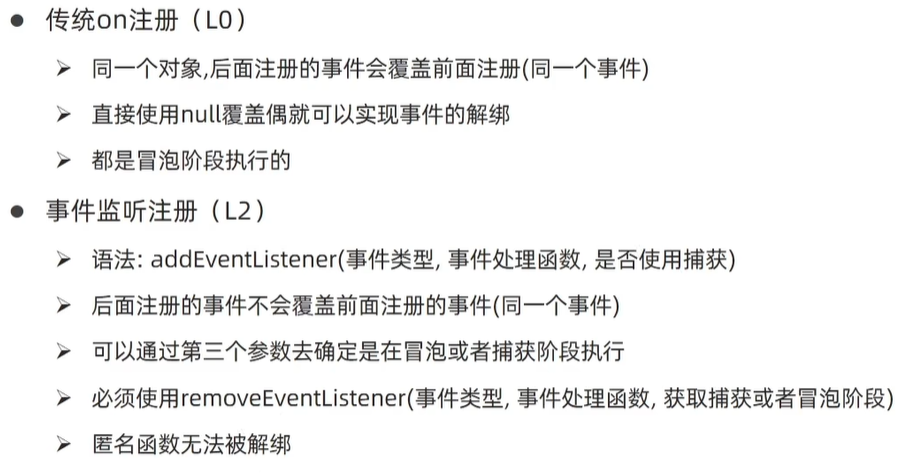 ● 传统on注册（L0）
➢ 同一个对象,后面注册的事件会覆盖前面注册(同一个事件)
➢ 直接使用null覆盖偶就可以实现事件的解绑
➢ 都是冒泡阶段执行的
● 事件监听注册（L2）
➢ 语法: addEventListener(事件类型, 事件处理函数, 是否使用捕获)
➢ 后面注册的事件不会覆盖前面注册的事件(同一个事件)
➢ 可以通过第三个参数去确定是在冒泡或者捕获阶段执行
➢ 必须使用removeEventListener(事件类型, 事件处理函数, 获取捕获或者冒泡阶段)
➢ 匿名函数无法被解绑